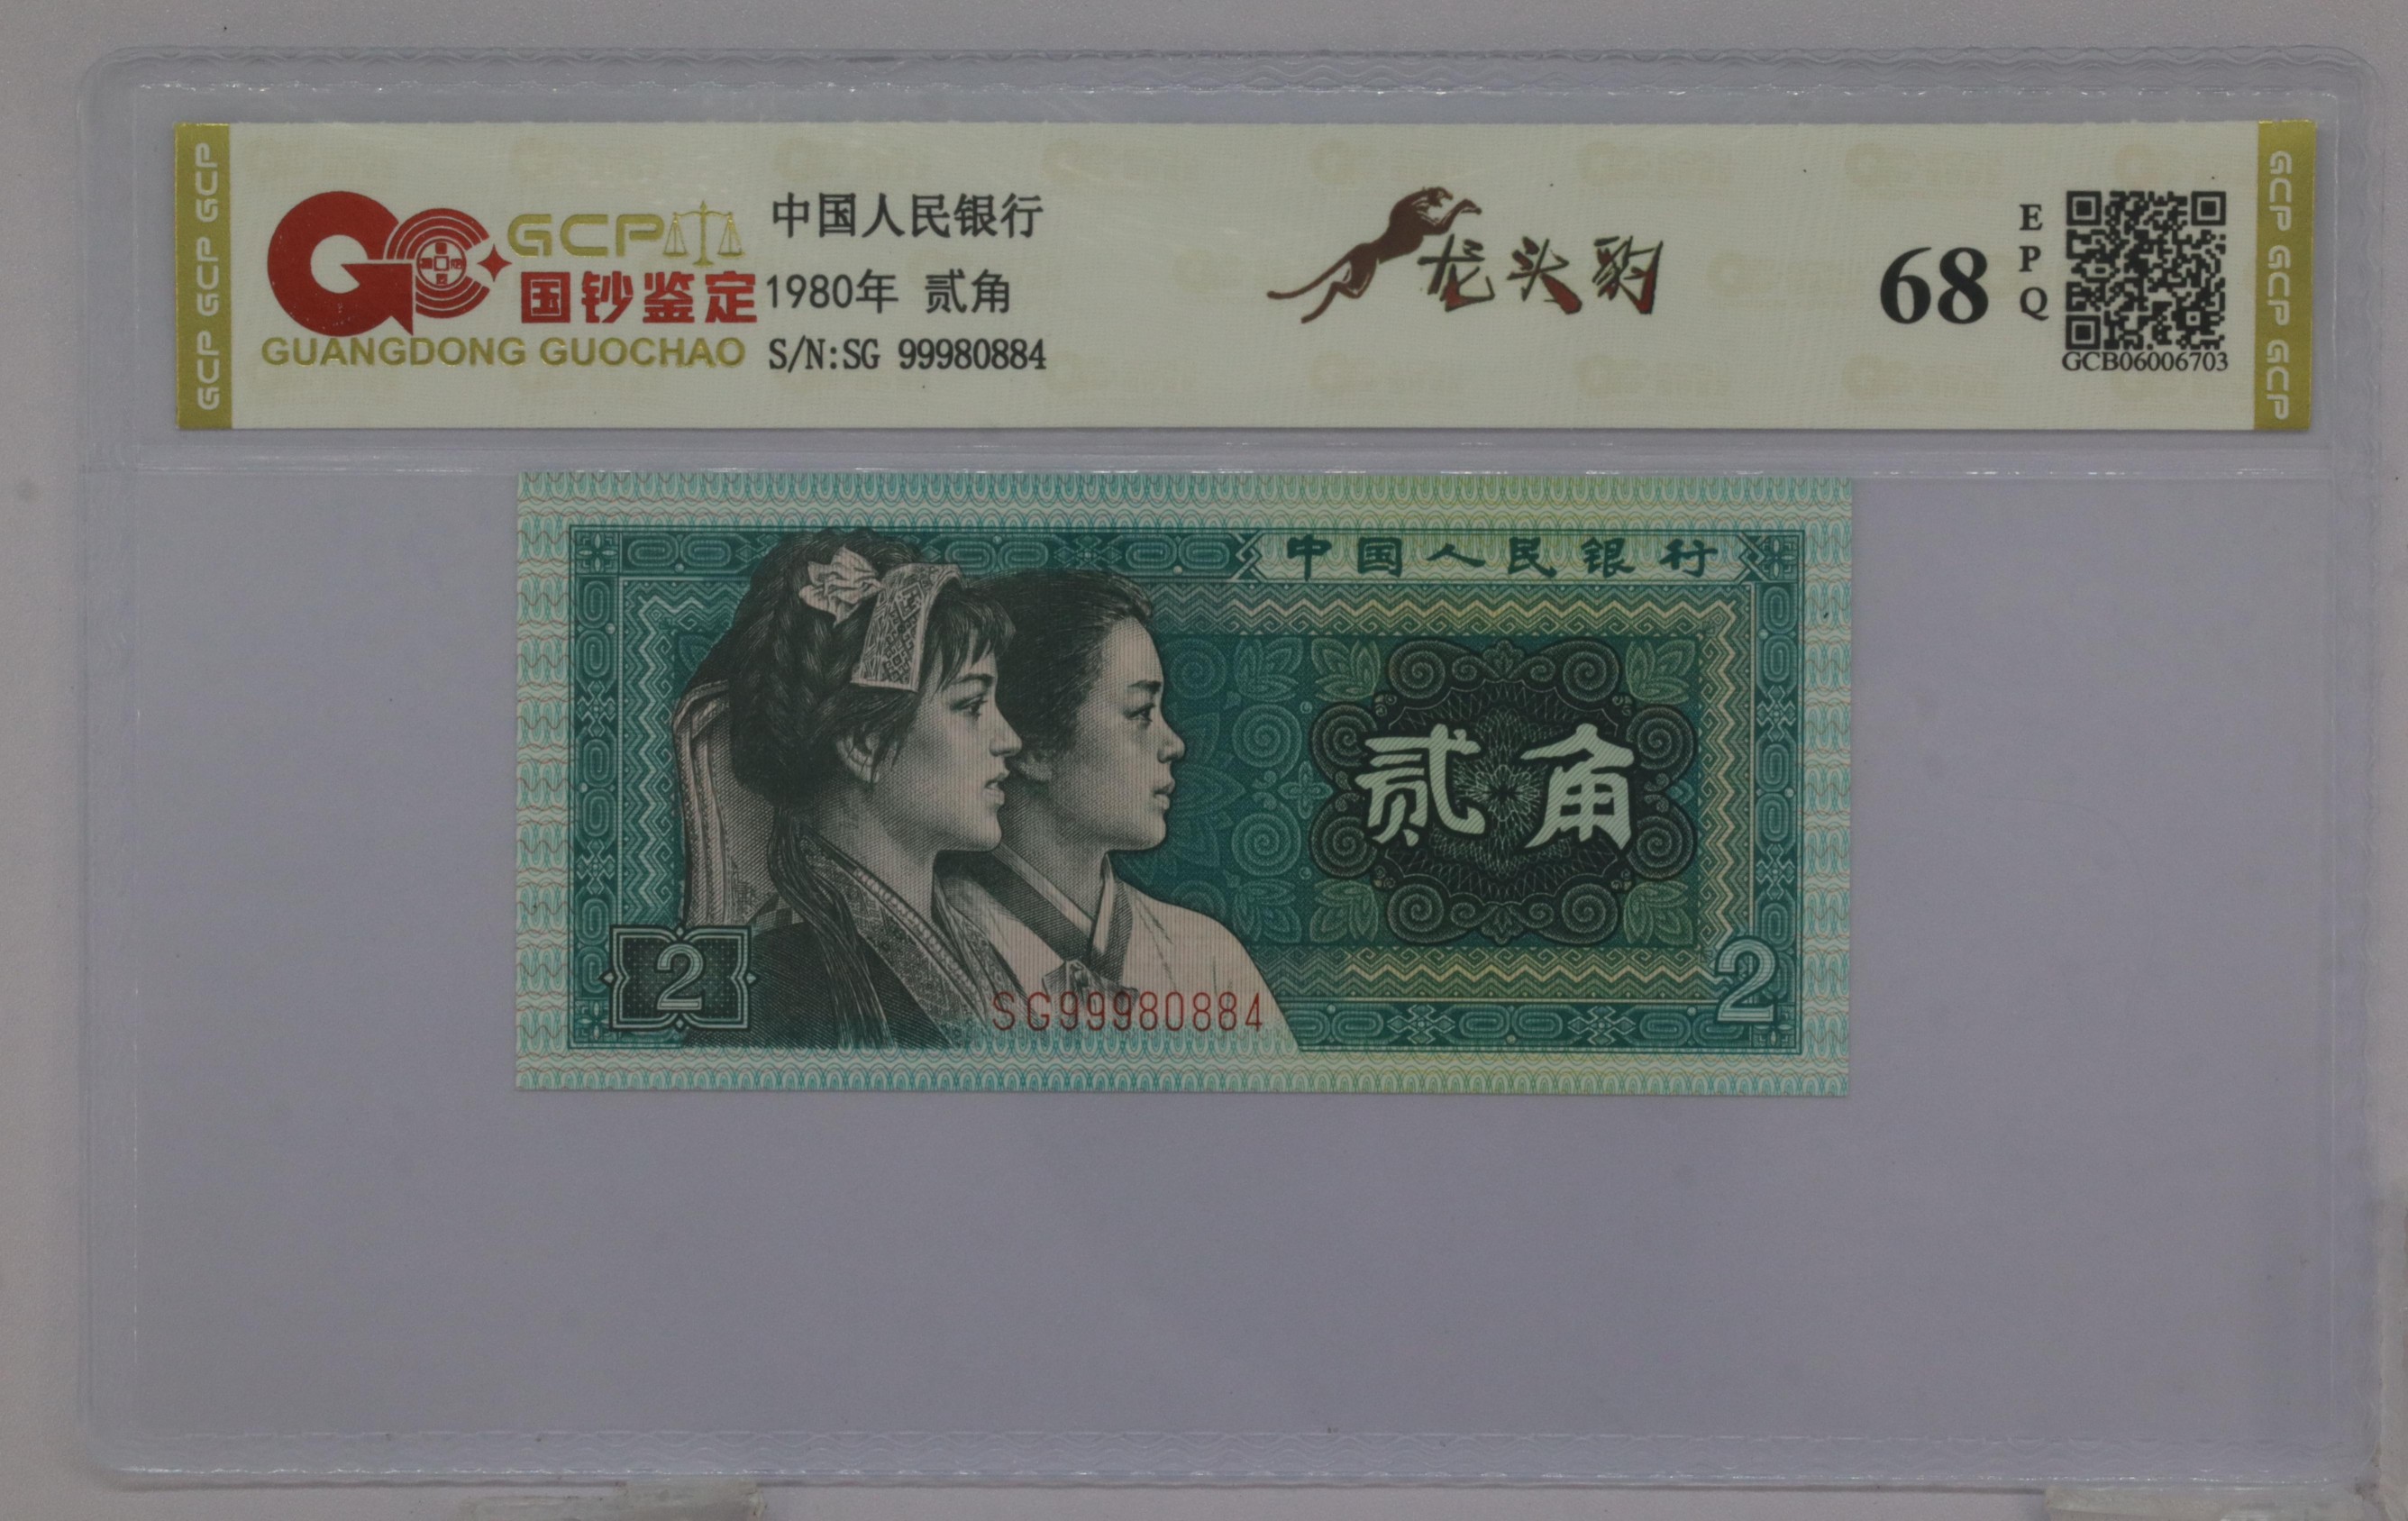 GCP GCP GCP
GCP
国钞鉴定
GUANGDONG GUOCHAO
中国人民银行
1980年 贰角
S/N:SG 99980884
龙头豹
68
EPQ
GCB06006703
GCP GCP GCP
中国人民银行
贰角
2
SG99980884
2